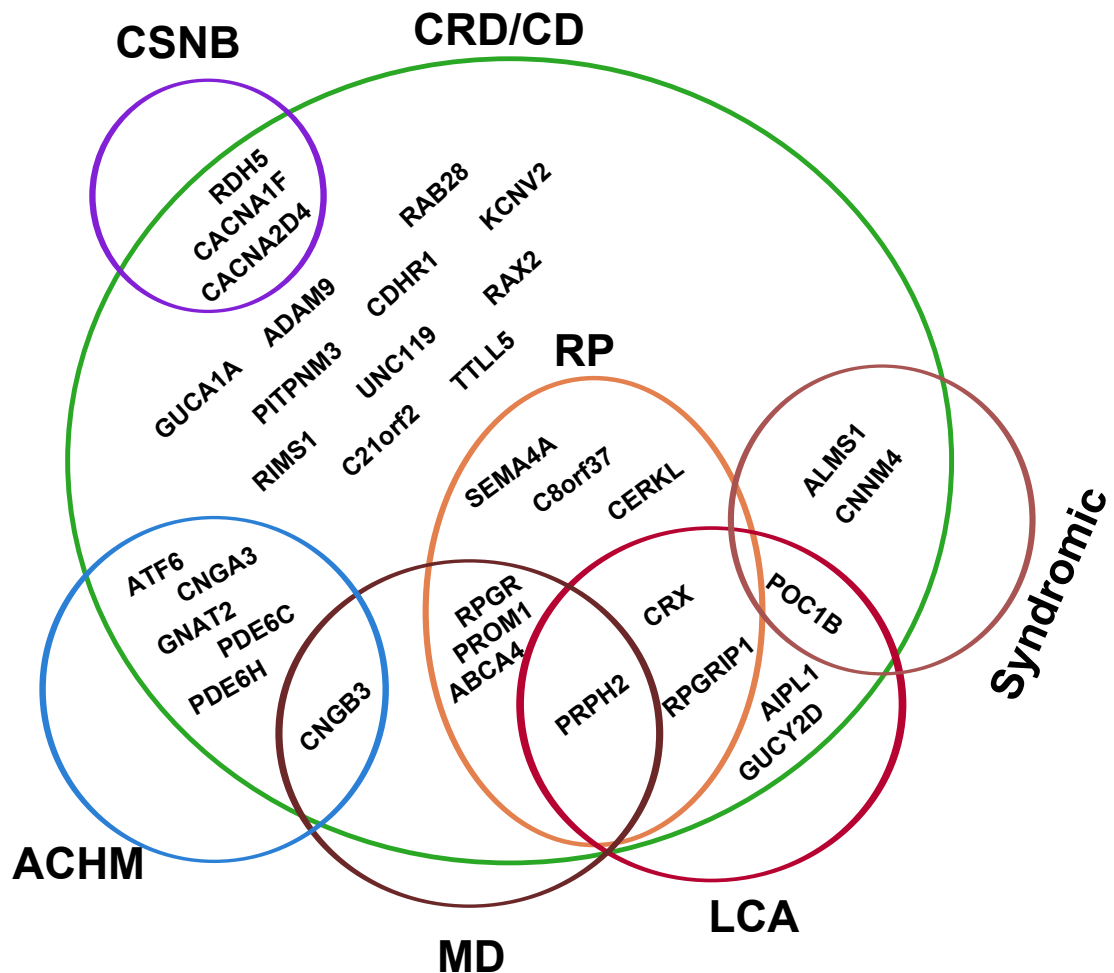 CSNB
CRD/CD
RDH5
CACNA1F
CACNA2D4
RAB28
KCNV2
ADAM9
CDHR1
RAX2
GUCA1A
PITPNM3
UNC119
TTLL5
RIMS1
C21orf2
RP
SEMA4A
C8orf37
CERKL
ALMS1
CNNM4
Syndromic
ATF6
CNGA3
GNAT2
PDE6C
PDE6H
CNGB3
RPGR
PROM1
ABCA4
CRX
PRPH2
RPGRIP1
POC1B
AIPL1
GUCY2D
ACHM
MD
LCA